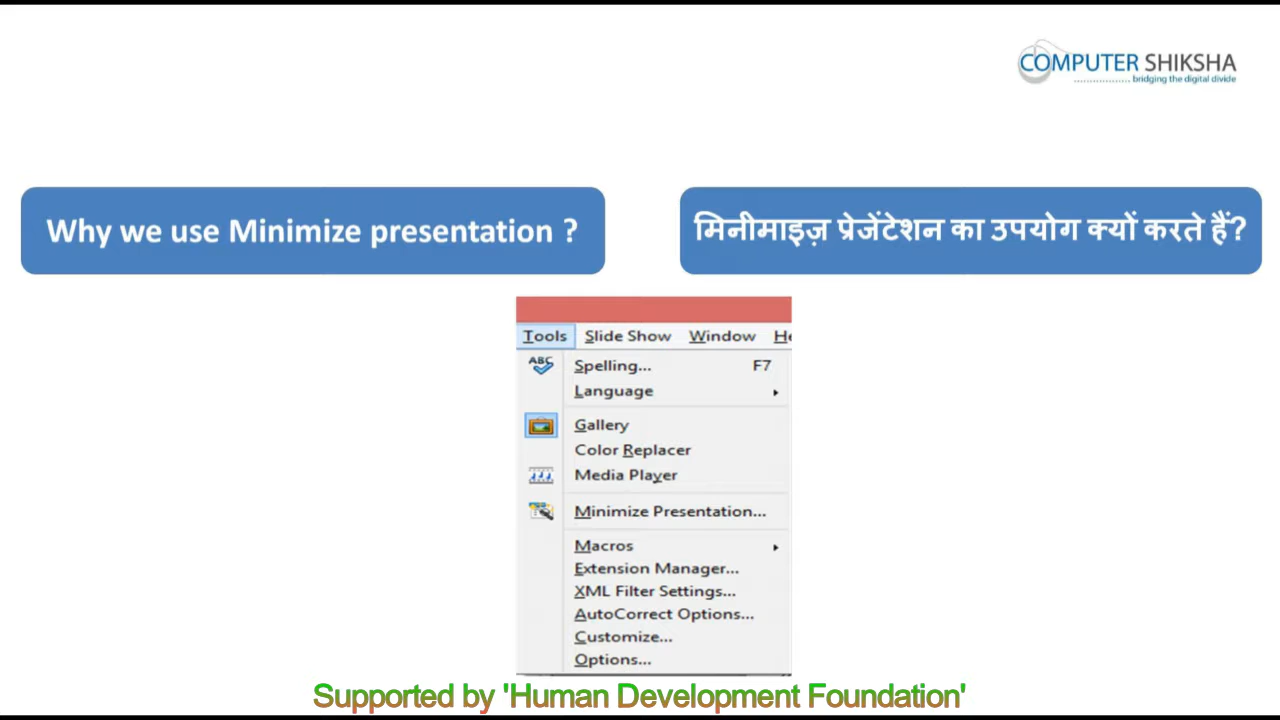 COMPUTER SHIKSHA
bridging the digital divide
Why we use Minimize presentation ?
मिनीमाइज़ प्रेजेंटेशन का उपयोग क्यों करते हैं?
Tools Slide Show Window He
ABC Spelling... F7
Language
Gallery
Color Replacer
Media Player
Minimize Presentation...
Macros
Extension Manager...
XML Filter Settings...
AutoCorrect Options...
Customize...
Options...
Supported by 'Human Development Foundation'